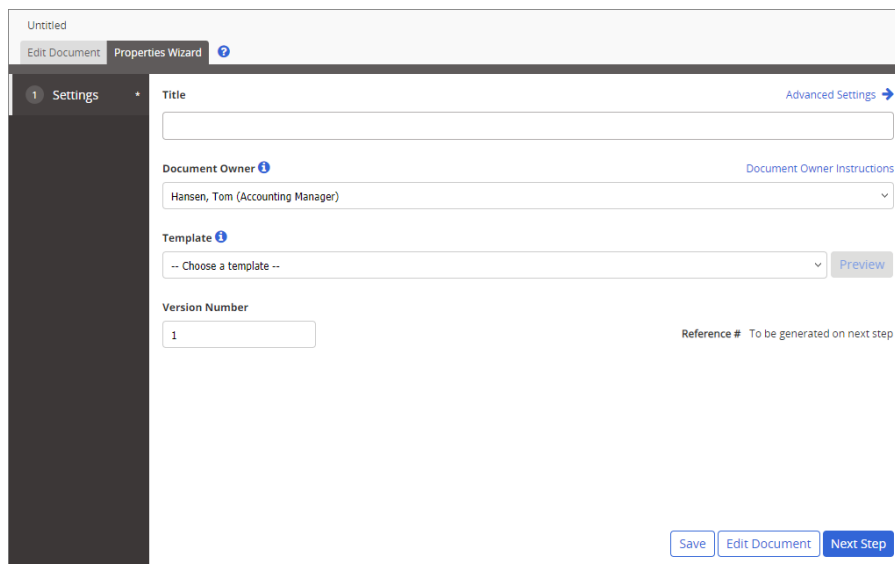 Untitled
Edit Document Properties Wizard ?
1 Settings *
Title Advanced Settings →
Document Owner i Document Owner Instructions
Hansen, Tom (Accounting Manager)
Template i
-- Choose a template -- Preview
Version Number
1 Reference # To be generated on next step
Save Edit Document Next Step